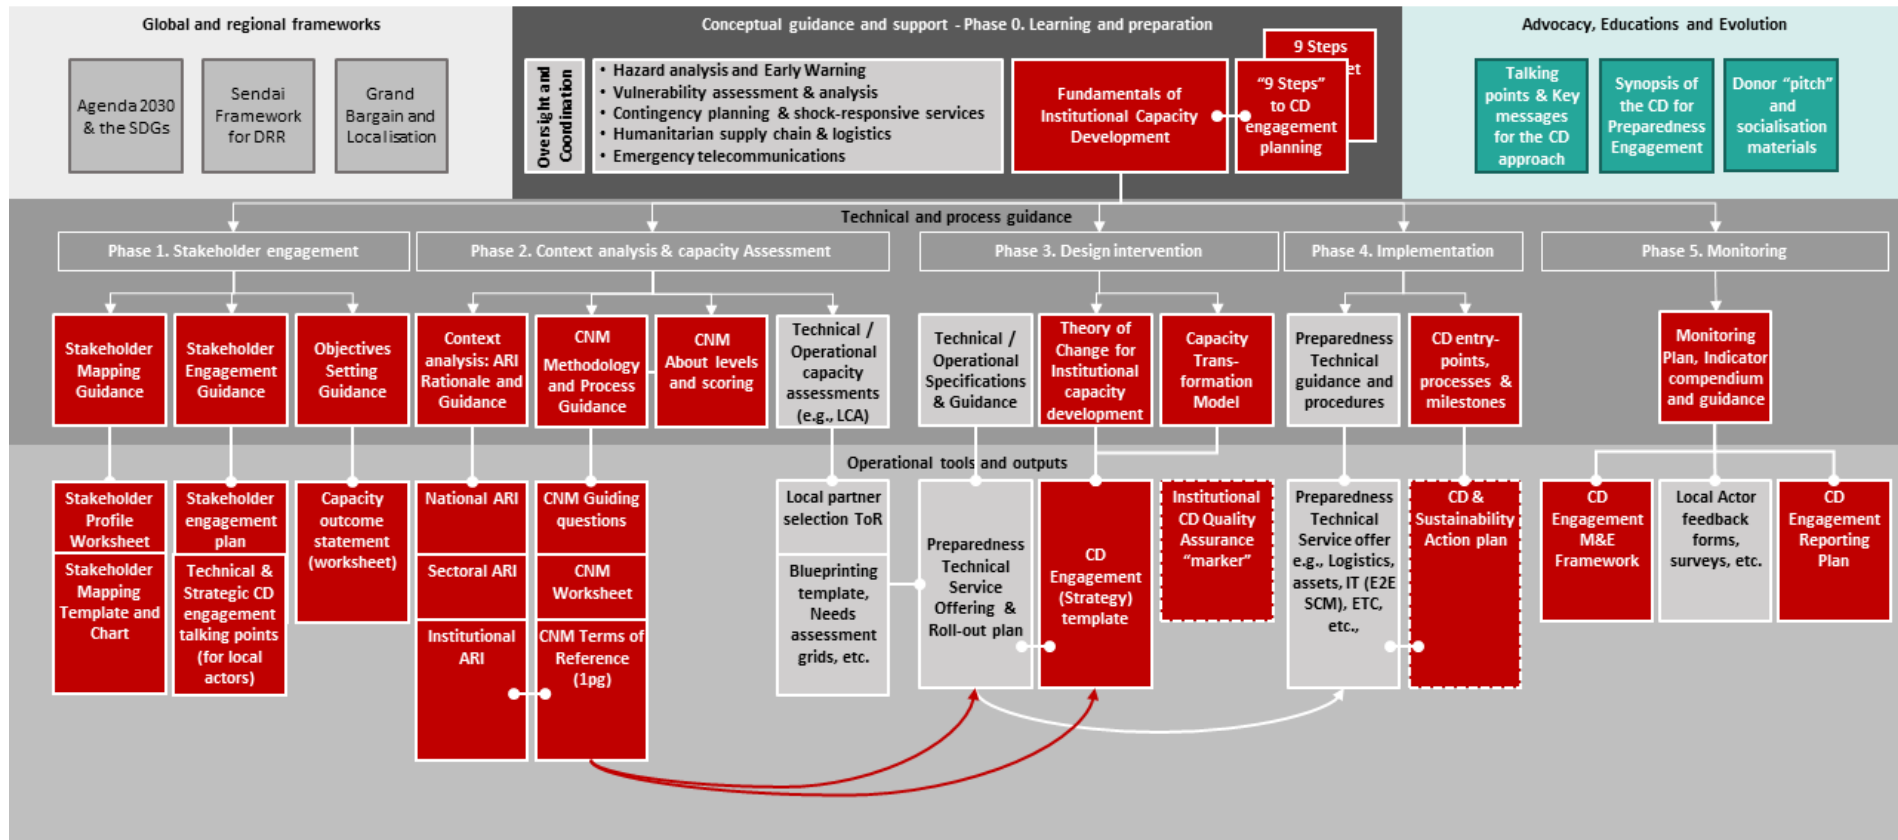 Global and regional frameworks
Agenda 2030
& the SDGs
Sendai
Framework
for DRR
Grand
Bargain and
Localisation
Conceptual guidance and support - Phase 0. Learning and preparation
Oversight and
Coordination
• Hazard analysis and Early Warning
• Vulnerability assessment & analysis
• Contingency planning & shock-responsive services
• Humanitarian supply chain & logistics
• Emergency telecommunications
Fundamentals of
Institutional Capacity
Development
9 Steps
"9 Steps"
to CD
engagement
planning
Advocacy, Educations and Evolution
Talking
points & Key
messages
for the CD
approach
Synopsis of
the CD for
Preparedness
Engagement
Donor "pitch"
and
socialisation
materials
Technical and process guidance
Phase 1. Stakeholder engagement
Phase 2. Context analysis & capacity Assessment
Phase 3. Design intervention
Phase 4. Implementation
Phase 5. Monitoring
Stakeholder
Mapping
Guidance
Stakeholder
Engagement
Guidance
Objectives
Setting
Guidance
Context
analysis: ARI
Rationale and
Guidance
CNM
Methodology
and Process
Guidance
CNM
About levels
and scoring
Technical /
Operational
capacity
assessments
(e.g., LCA)
Technical /
Operational
Specifications
& Guidance
Theory of
Change for
Institutional
capacity
development
Capacity
Trans-
formation
Model
Preparedness
Technical
guidance and
procedures
CD entry-
points,
processes &
milestones
Monitoring
Plan, Indicator
compendium
and guidance
Operational tools and outputs
Stakeholder
Profile
Worksheet
Stakeholder
Mapping
Template and
Chart
Stakeholder
engagement
plan
Technical &
Strategic CD
engagement
talking points
(for local
actors)
Capacity
outcome
statement
(worksheet)
National ARI
Sectoral ARI
Institutional
ARI
CNM Guiding
questions
CNM
Worksheet
CNM Terms of
Reference
(1pg)
Local partner
selection ToR
Blueprinting
template,
Needs
assessment
grids, etc.
Preparedness
Technical
Service
Offering &
Roll-out plan
CD
Engagement
(Strategy)
template
Institutional
CD Quality
Assurance
"marker"
Preparedness
Technical
Service offer
e.g., Logistics,
assets, IT (E2E
SCM), ETC,
etc.,
CD &
Sustainability
Action plan
CD
Engagement
M&E
Framework
Local Actor
feedback
forms,
surveys, etc.
CD
Engagement
Reporting
Plan